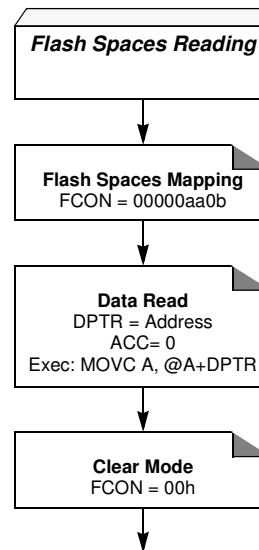 Flash Spaces Reading
Flash Spaces Mapping
FCON = 00000aa0b
Data Read
DPTR = Address
ACC= 0
Exec: MOVC A, @A+DPTR
Clear Mode
FCON = 00h